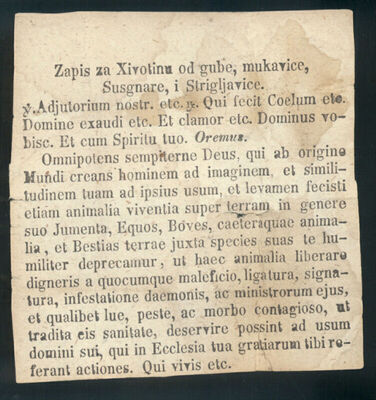 Zapis za Xivotinu od gube, mukavice,
Susgnare, i Strigljavice.
℣. Adjutorium nostr. etc. ℟. Qui fecit Coelum etc.
Domine exaudi etc. Et clamor etc. Dominus vo-
bisc. Et cum Spiritu tuo. Oremus.
Omnipotens sempiterne Deus, qui ab origine
Mundi creans hominem ad imaginem, et simili-
tudinem tuam ad ipsius usum, et levamen fecisti
etiam animalia viventia super terram in genere
suo Jumenta, Equos, Boves, caeteraque anima-
lia, et Bestias terrae juxta species suas te hu-
militer deprecamur, ut haec animalia liberare
digneris a quocumque maleficio, ligatura, signa-
tura, infestatione daemonis, ac ministrorum ejus,
et qualibet lue, peste, ac morbo contagioso, ut
tradita eis sanitate, deservire possint ad usum
domini sui, qui in Ecclesia tua gratiarum tibi re-
ferant actiones. Qui vivis etc.